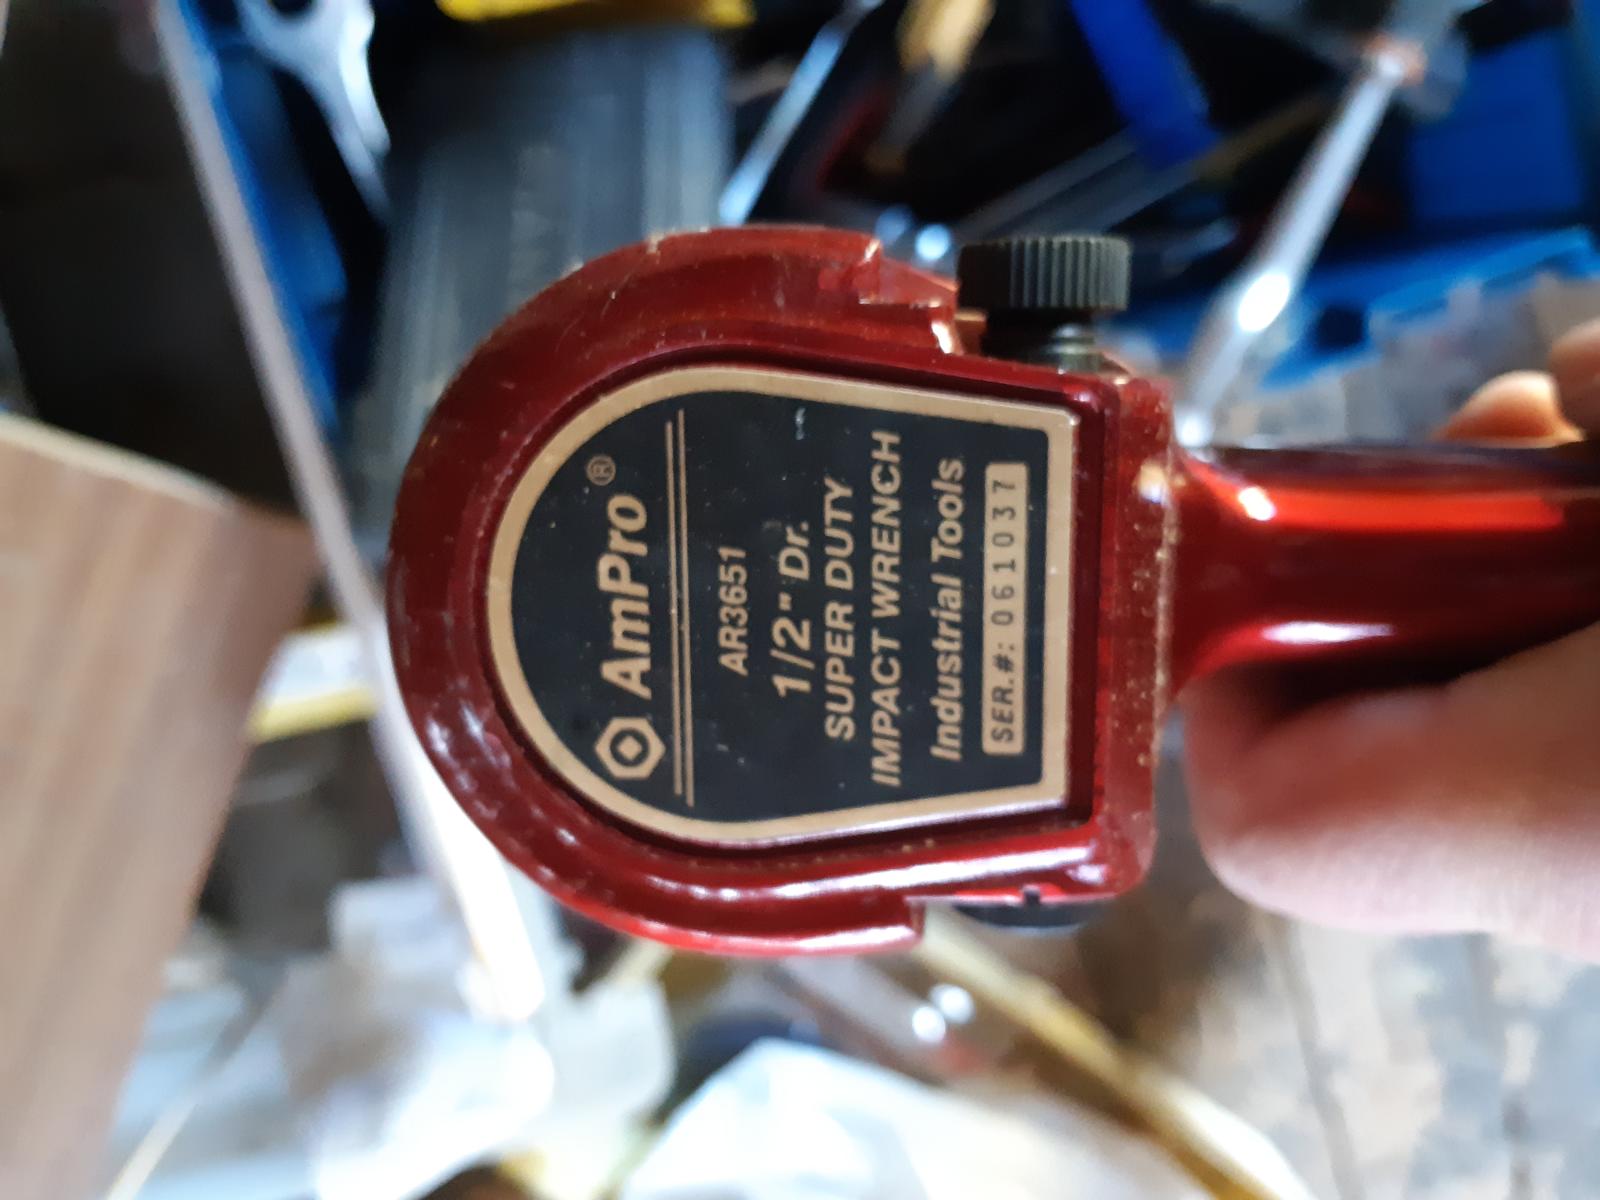 AmPro®
AR3651
1/2" Dr.
SUPER DUTY
IMPACT WRENCH
Industrial Tools
SER.#: 061037